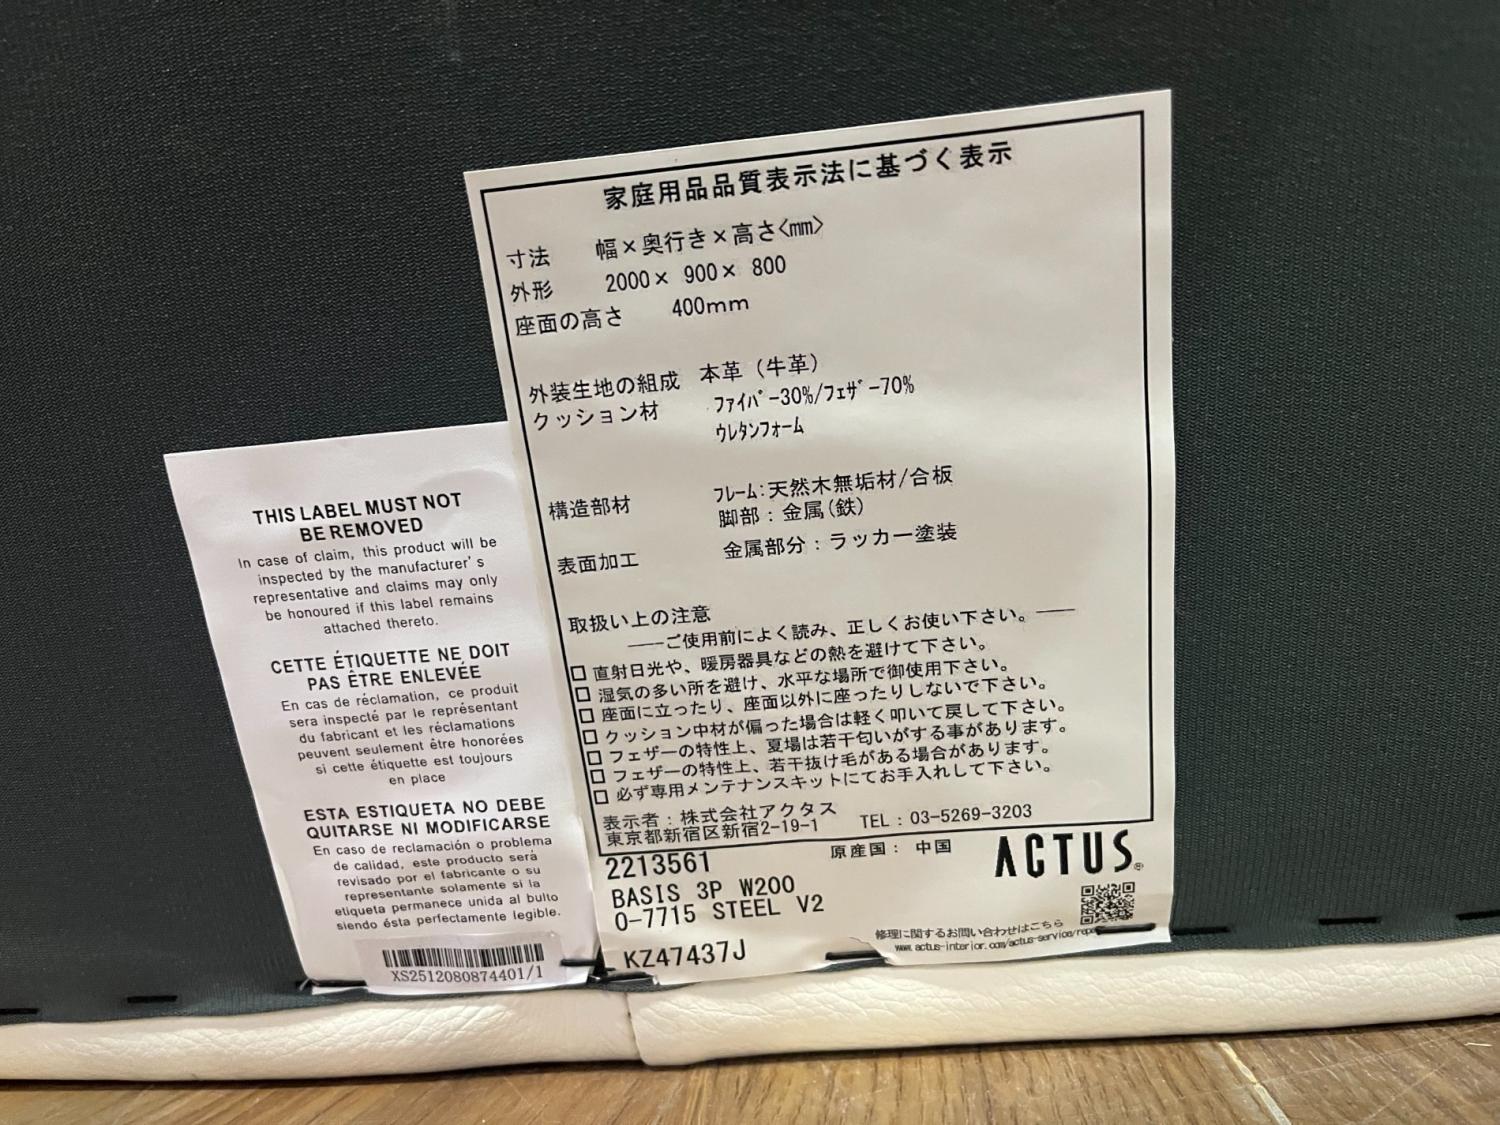 家庭用品品質表示法に基づく表示
寸法 幅×奥行き×高さ<mm>
外形 2000× 900× 800
座面の高さ 400mm
外装生地の組成 本革（牛革）
クッション材 ﾌｧｲﾊﾞｰ30%/ﾌｪｻﾞｰ70%
ｳﾚﾀﾝﾌｫｰﾑ
構造部材 ﾌﾚｰﾑ:天然木無垢材/合板
脚部：金属(鉄)
表面加工 金属部分：ラッカー塗装
取扱い上の注意
――ご使用前によく読み、正しくお使い下さい。――
□ 直射日光や、暖房器具などの熱を避けて下さい。
□ 湿気の多い所を避け、水平な場所で御使用下さい。
□ 座面に立ったり、座面以外に座ったりしないで下さい。
□ クッション中材が偏った場合は軽く叩いて戻して下さい。
□ フェザーの特性上、夏場は若干匂いがする事があります。
□ フェザーの特性上、若干抜け毛がある場合があります。
□ 必ず専用メンテナンスキットにてお手入れして下さい。
表示者：株式会社アクタス
東京都新宿区新宿2-19-1 TEL：03-5269-3203
2213561 原産国： 中国 ACTUS®
BASIS 3P W200
O-7715 STEEL V2
KZ47437J
修理に関するお問い合わせはこちら
www.actus-interior.com/actus-service/repa
THIS LABEL MUST NOT
BE REMOVED
In case of claim, this product will be
inspected by the manufacturer's
representative and claims may only
be honoured if this label remains
attached thereto.
CETTE ÉTIQUETTE NE DOIT
PAS ÊTRE ENLEVÉE
En cas de réclamation, ce produit
sera inspecté par le représentant
du fabricant et les réclamations
peuvent seulement être honorées
si cette étiquette est toujours
en place
ESTA ESTIQUETA NO DEBE
QUITARSE NI MODIFICARSE
En caso de reclamación o problema
de calidad, este producto será
revisado por el fabricante o su
representante solamente si la
etiqueta permanece unida al bulto
siendo ésta perfectamente legible.
XS2512080874401/1